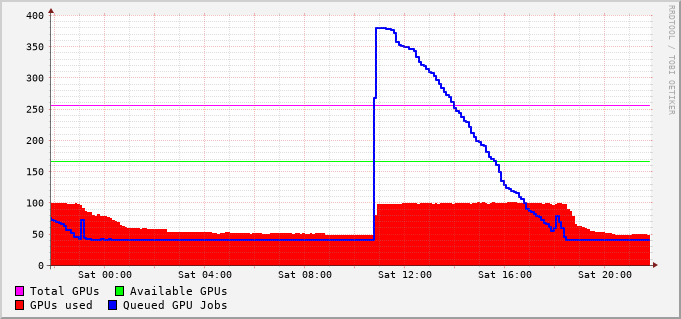 400
350
300
250
200
150
100
50
0
Sat 00:00 Sat 04:00 Sat 08:00 Sat 12:00 Sat 16:00 Sat 20:00
Total GPUs Available GPUs
GPUs used Queued GPU Jobs
RRDTOOL / TOBI OETIKER